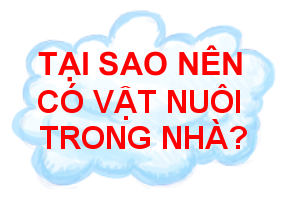 TẠI SAO NÊN
CÓ VẬT NUÔI
TRONG NHÀ?